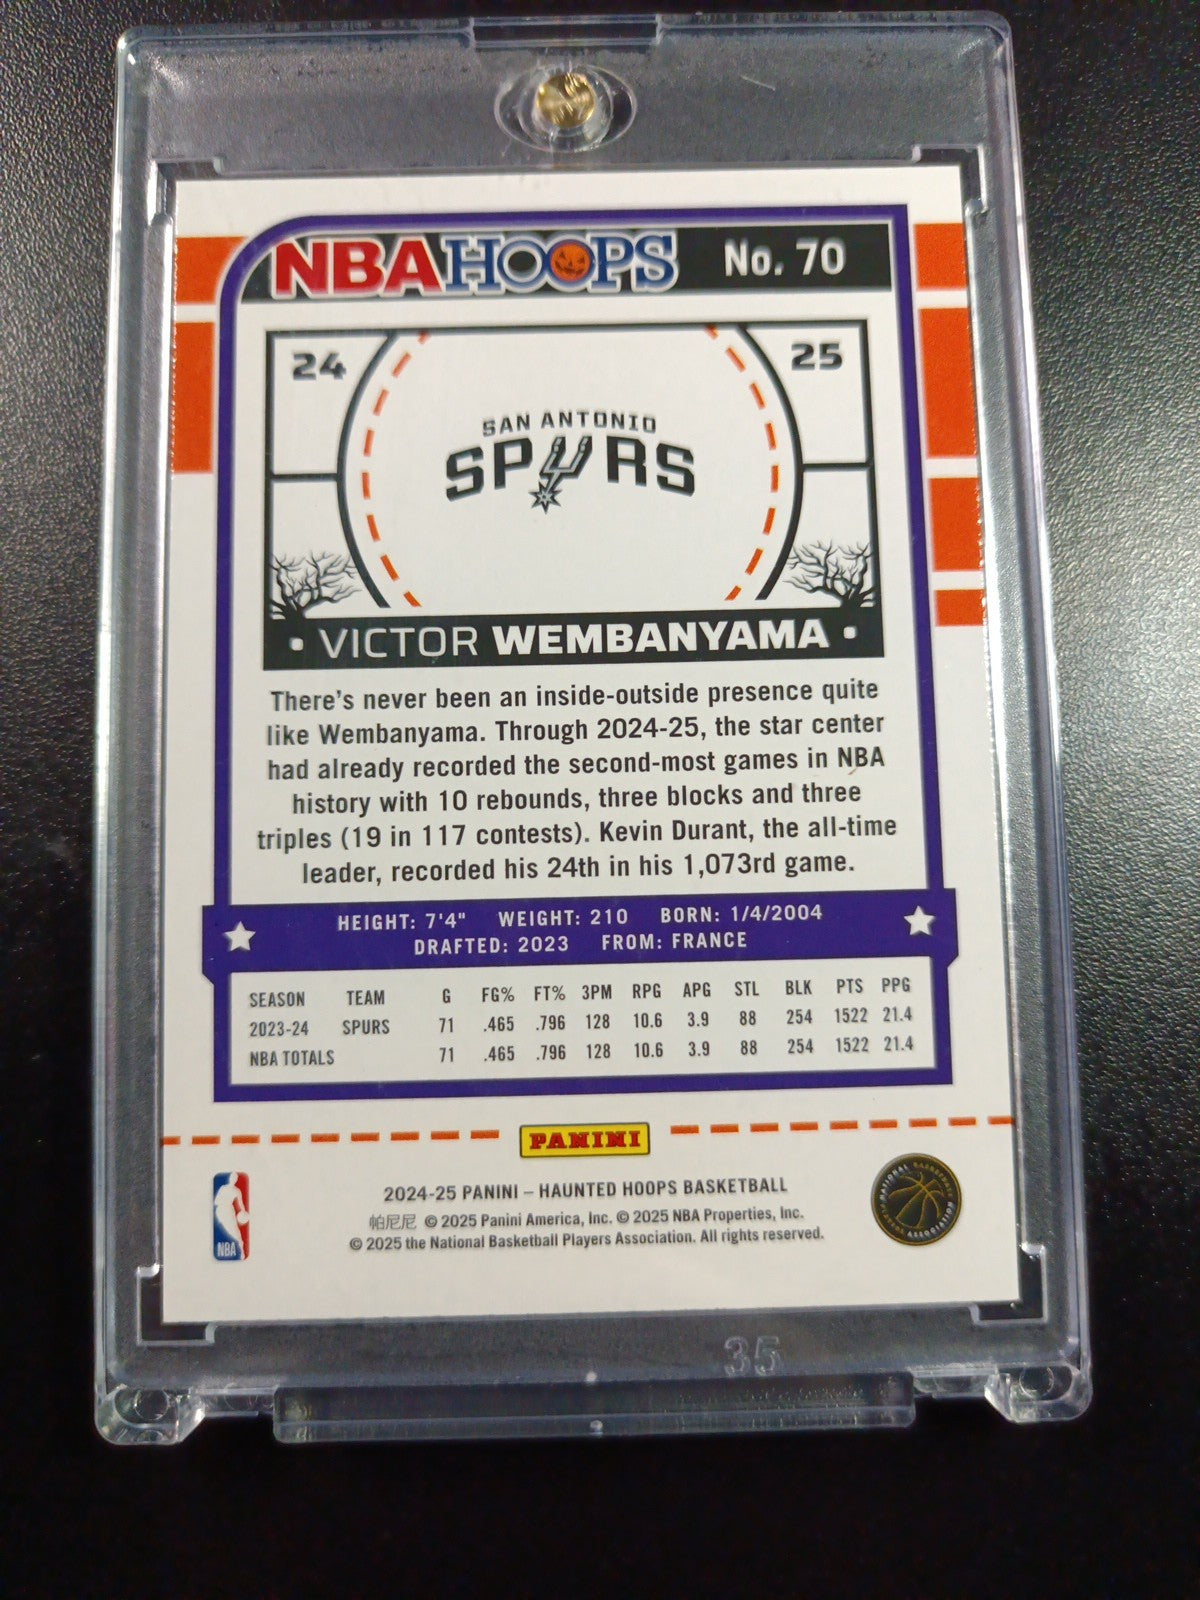 NBA HOOPS No. 70
24 25
SAN ANTONIO
SPURS
• VICTOR WEMBANYAMA •
There's never been an inside-outside presence quite
like Wembanyama. Through 2024-25, the star center
had already recorded the second-most games in NBA
history with 10 rebounds, three blocks and three
triples (19 in 117 contests). Kevin Durant, the all-time
leader, recorded his 24th in his 1,073rd game.
HEIGHT: 7'4" WEIGHT: 210 BORN: 1/4/2004
DRAFTED: 2023 FROM: FRANCE
SEASON TEAM G FG% FT% 3PM RPG APG STL BLK PTS PPG
2023-24 SPURS 71 .465 .796 128 10.6 3.9 88 254 1522 21.4
NBA TOTALS 71 .465 .796 128 10.6 3.9 88 254 1522 21.4
PANINI
2024-25 PANINI – HAUNTED HOOPS BASKETBALL
帕尼尼 © 2025 Panini America, Inc. © 2025 NBA Properties, Inc.
© 2025 the National Basketball Players Association. All rights reserved.
NBA
NATIONAL BASKETBALL PLAYERS ASSOCIATION
35